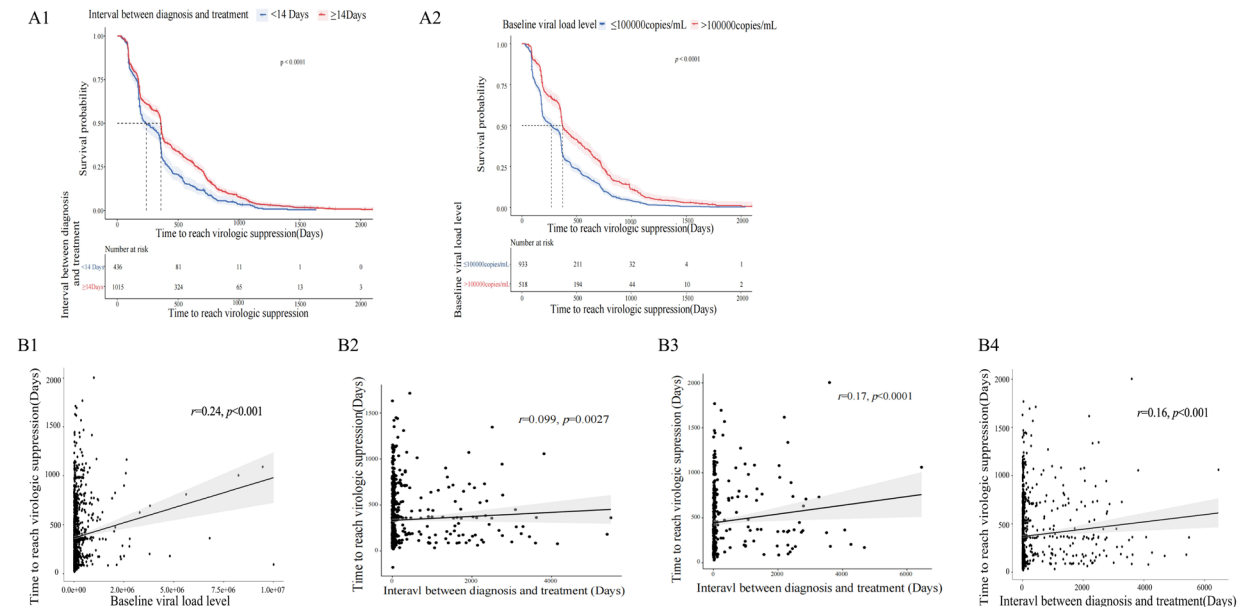 A1
Interval between diagnosis and treatment <14 Days ≥14Days
1.00
0.75
0.50
0.25
0.00
Survival probability
p < 0.0001
0 500 1000 1500 2000
Time to reach virologic suppression(Days)
Interval between diagnosis
and treatment
Number at risk
<14 Days 436 81 11 1 0
≥14Days 1015 324 65 13 3
0 500 1000 1500 2000
Time to reach virologic suppression
A2
Baseline viral load level ≤100000copies/mL >100000copies/mL
1.00
0.75
0.50
0.25
0.00
Survival probability
p < 0.0001
0 500 1000 1500 2000
Time to reach virologic suppression(Days)
Baseline viral load level
Number at risk
≤100000copies/mL 933 211 32 4 1
>100000copies/mL 518 194 44 10 2
0 500 1000 1500 2000
Time to reach virologic suppression(Days)
B1
Time to reach virologic suppression(Days)
2000
1500
1000
500
0
r=0.24, p<0.001
0.0e+00 2.0e+06 5.0e+06 7.5e+06 1.0e+07
Baseline viral load level
B2
Time to reach virologic suppression(Days)
1500
1000
500
0
r=0.099, p=0.0027
0 2000 4000
Interavl between diagnosis and treatment (Days)
B3
Time to reach virologic suppression (Days)
2000
1500
1000
500
0
r=0.17, p<0.0001
0 2000 4000 6000
Interavl between diagnosis and treatment (Days)
B4
Time to reach virologic suppression(Days)
2000
1500
1000
500
0
r=0.16, p<0.001
0 2000 4000 6000
Interavl between diagnosis and treatment(Days)